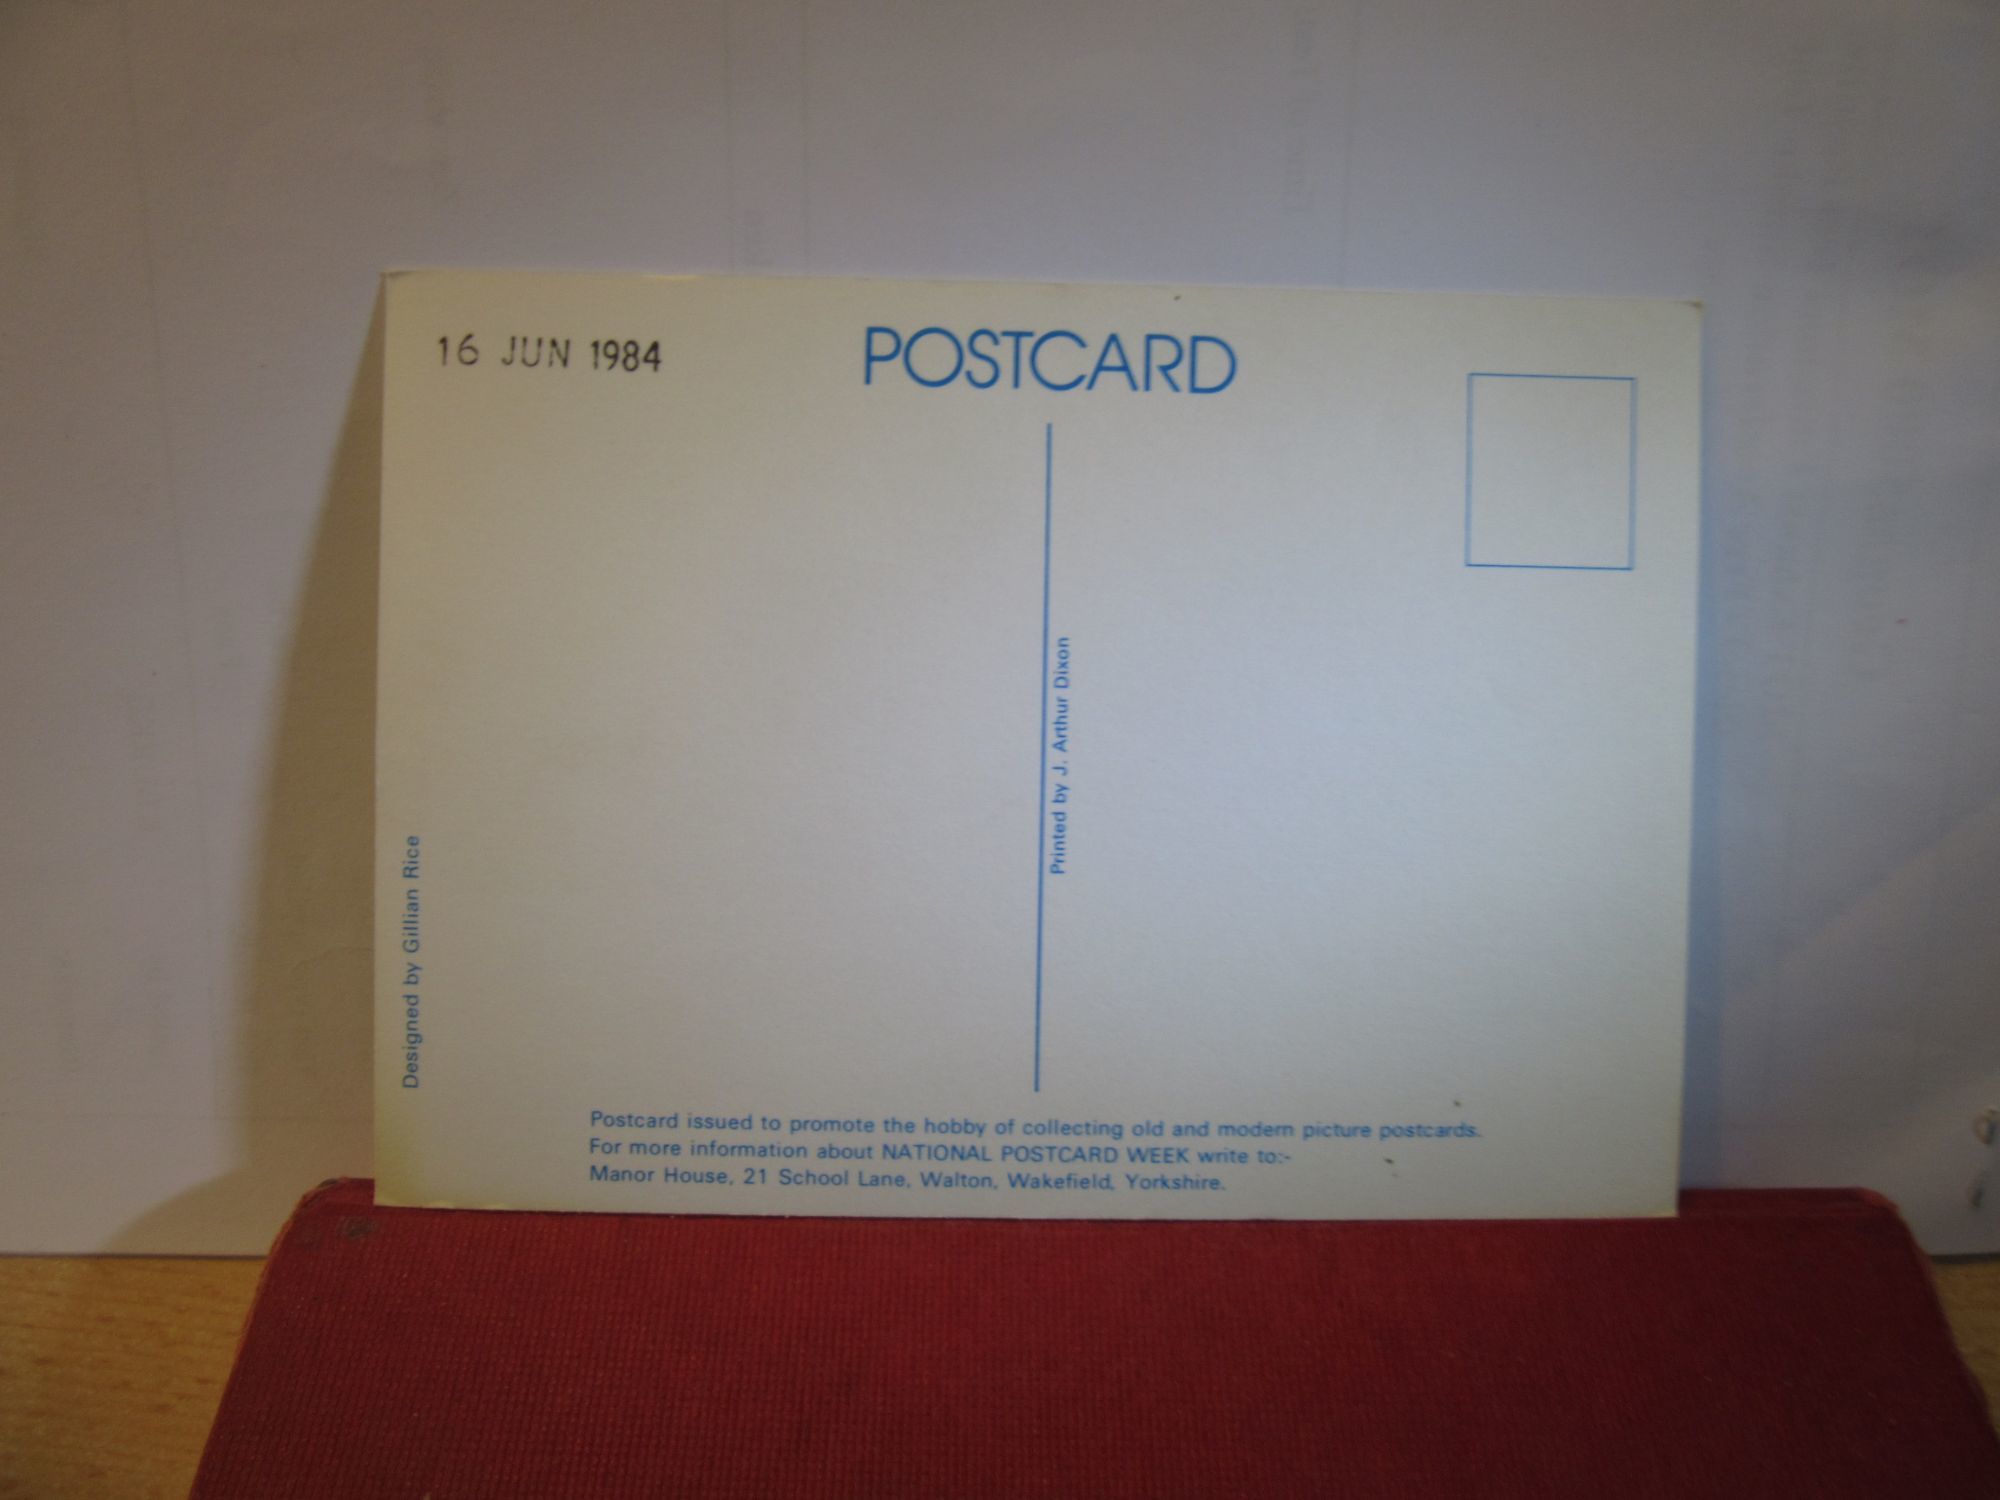 16 JUN 1984
POSTCARD
Printed by J. Arthur Dixon
Designed by Gillian Rice
Postcard issued to promote the hobby of collecting old and modern picture postcards.
For more information about NATIONAL POSTCARD WEEK write to:-
Manor House, 21 School Lane, Walton, Wakefield, Yorkshire.